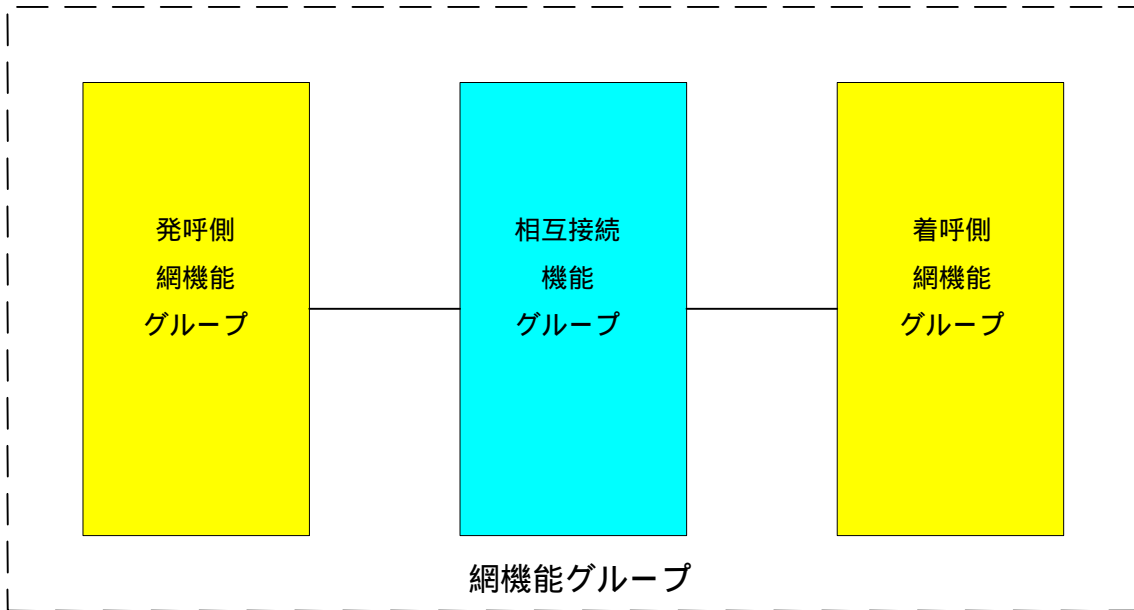 発呼側
網機能
グループ
相互接続
機能
グループ
着呼側
網機能
グループ
網機能グループ